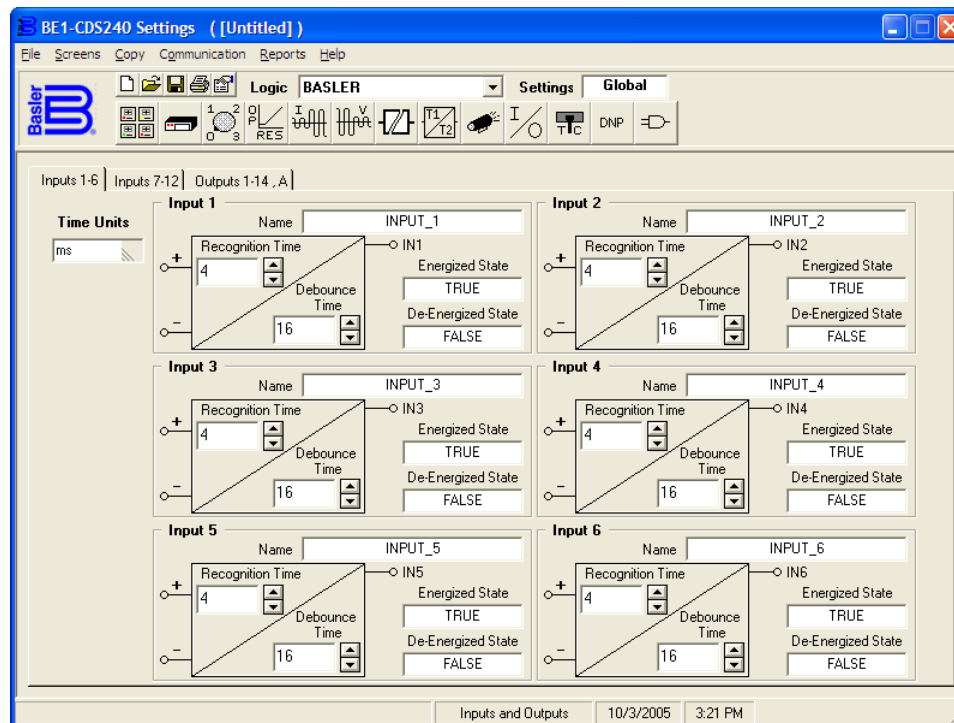 BE1-CDS240 Settings   ( [Untitled] )
File Screens Copy Communication Reports Help
Basler
Logic BASLER Settings Global
1 2 0 3
O P RES
I
V
T1 T2
I/O
T C
DNP
Inputs 1-6 Inputs 7-12 Outputs 1-14 , A
Time Units
ms
Input 1
Name INPUT_1
Recognition Time
4
Debounce Time
16
+
−
IN1
Energized State
TRUE
De-Energized State
FALSE
Input 2
Name INPUT_2
Recognition Time
4
Debounce Time
16
+
−
IN2
Energized State
TRUE
De-Energized State
FALSE
Input 3
Name INPUT_3
Recognition Time
4
Debounce Time
16
+
−
IN3
Energized State
TRUE
De-Energized State
FALSE
Input 4
Name INPUT_4
Recognition Time
4
Debounce Time
16
+
−
IN4
Energized State
TRUE
De-Energized State
FALSE
Input 5
Name INPUT_5
Recognition Time
4
Debounce Time
16
+
−
IN5
Energized State
TRUE
De-Energized State
FALSE
Input 6
Name INPUT_6
Recognition Time
4
Debounce Time
16
+
−
IN6
Energized State
TRUE
De-Energized State
FALSE
Inputs and Outputs 10/3/2005 3:21 PM